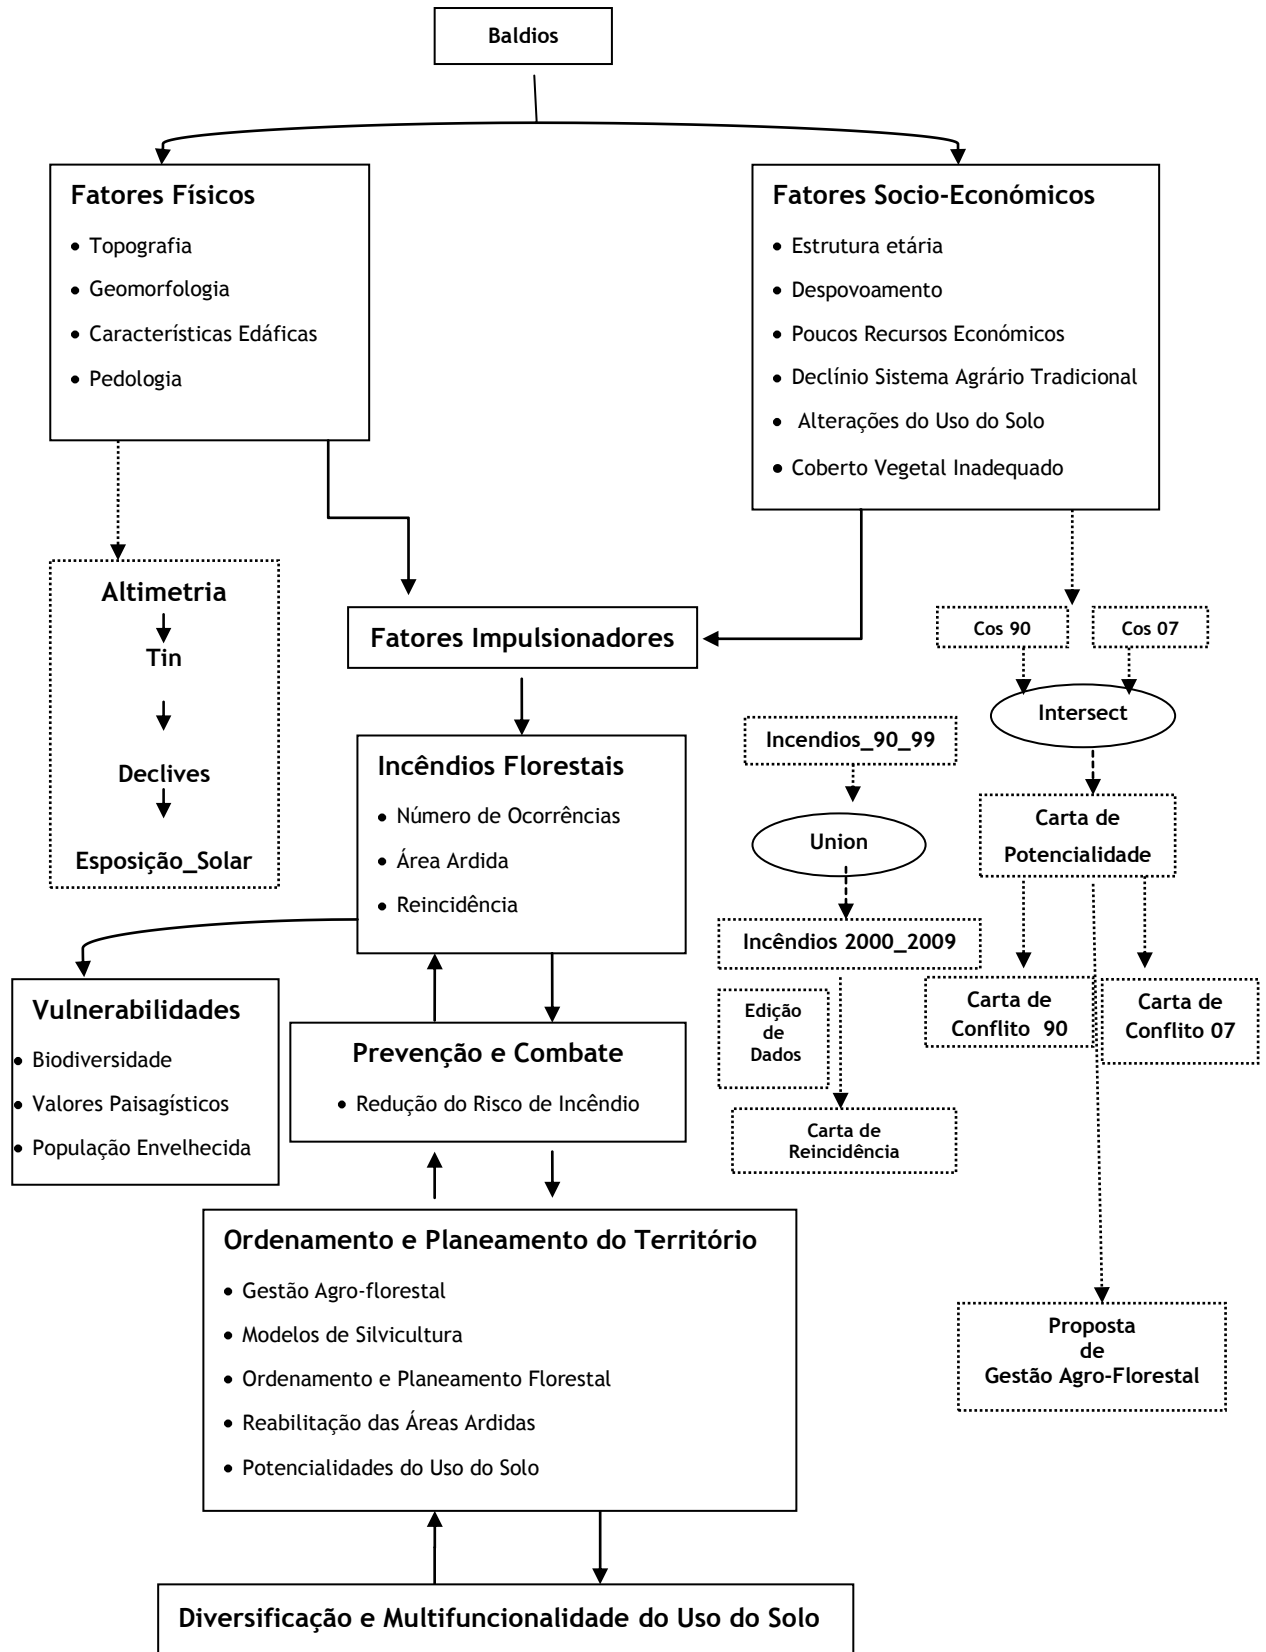 Baldios
Fatores Físicos
• Topografia
• Geomorfologia
• Características Edáficas
• Pedologia
Fatores Socio-Económicos
• Estrutura etária
• Despovoamento
• Poucos Recursos Económicos
• Declínio Sistema Agrário Tradicional
• Alterações do Uso do Solo
• Coberto Vegetal Inadequado
Altimetria
Tin
Declives
Esposição_Solar
Fatores Impulsionadores
Cos 90
Cos 07
Intersect
Incendios_90_99
Union
Incêndios 2000_2009
Edição
de
Dados
Carta de
Reincidência
Carta de
Potencialidade
Carta de
Conflito 90
Carta de
Conflito 07
Proposta
de
Gestão Agro-Florestal
Incêndios Florestais
• Número de Ocorrências
• Área Ardida
• Reincidência
Vulnerabilidades
• Biodiversidade
• Valores Paisagísticos
• População Envelhecida
Prevenção e Combate
• Redução do Risco de Incêndio
Ordenamento e Planeamento do Território
• Gestão Agro-florestal
• Modelos de Silvicultura
• Ordenamento e Planeamento Florestal
• Reabilitação das Áreas Ardidas
• Potencialidades do Uso do Solo
Diversificação e Multifuncionalidade do Uso do Solo